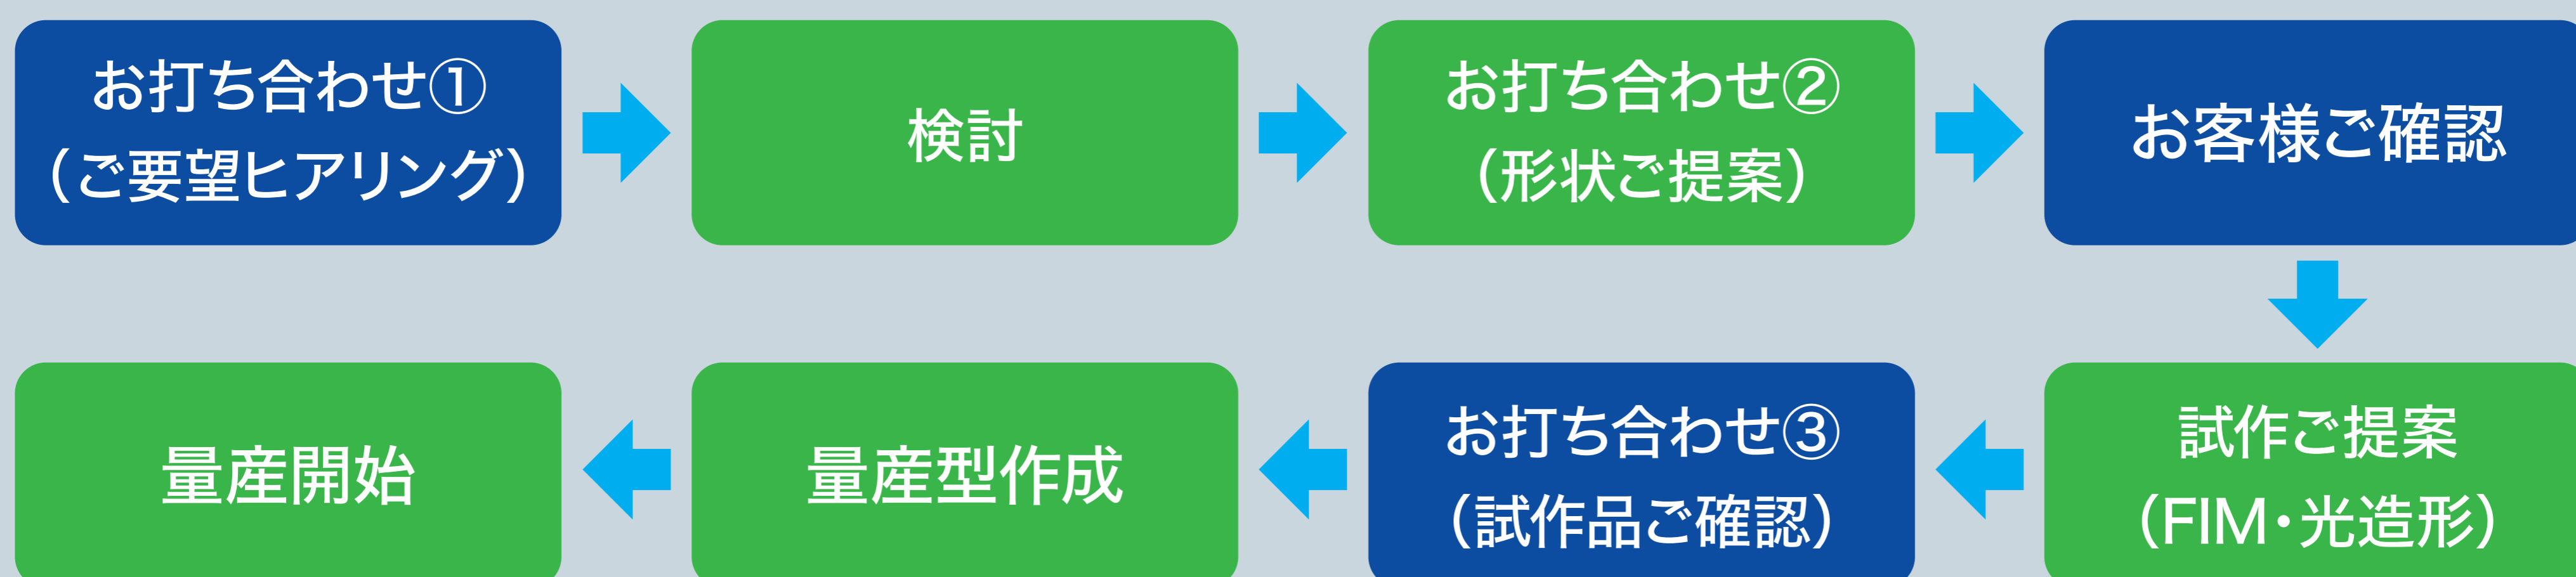 お打ち合わせ①
（ご要望ヒアリング）
検討
お打ち合わせ②
（形状ご提案）
お客様ご確認
試作ご提案
（FIM・光造形）
お打ち合わせ③
（試作品ご確認）
量産型作成
量産開始